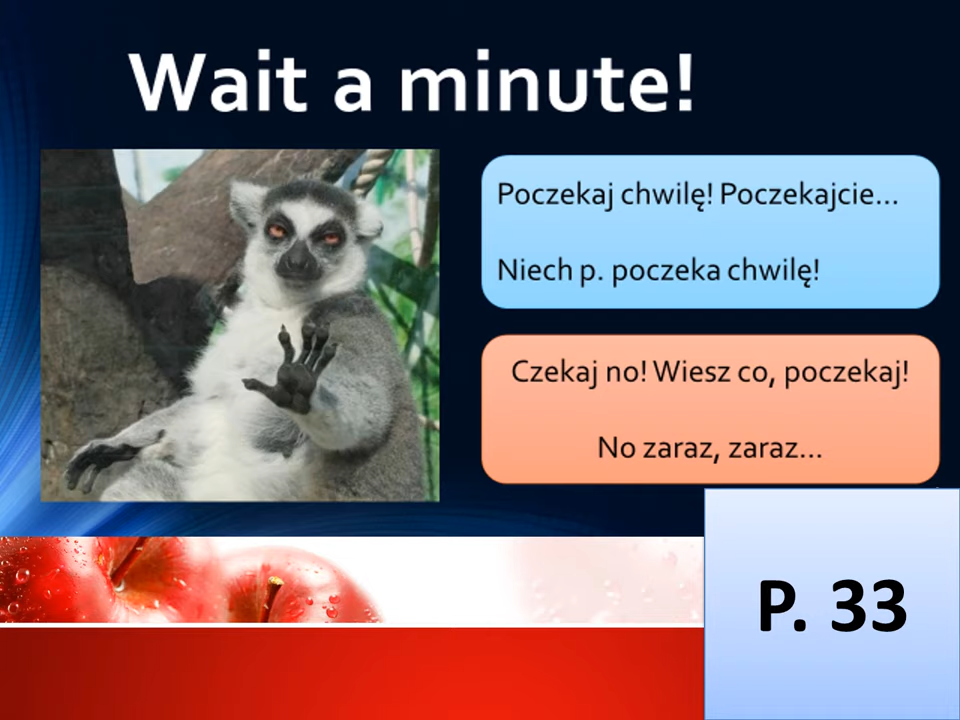 Wait a minute!
Poczekaj chwilę! Poczekajcie...
Niech p. poczeka chwilę!
Czekaj no! Wiesz co, poczekaj!
No zaraz, zaraz...
P. 33